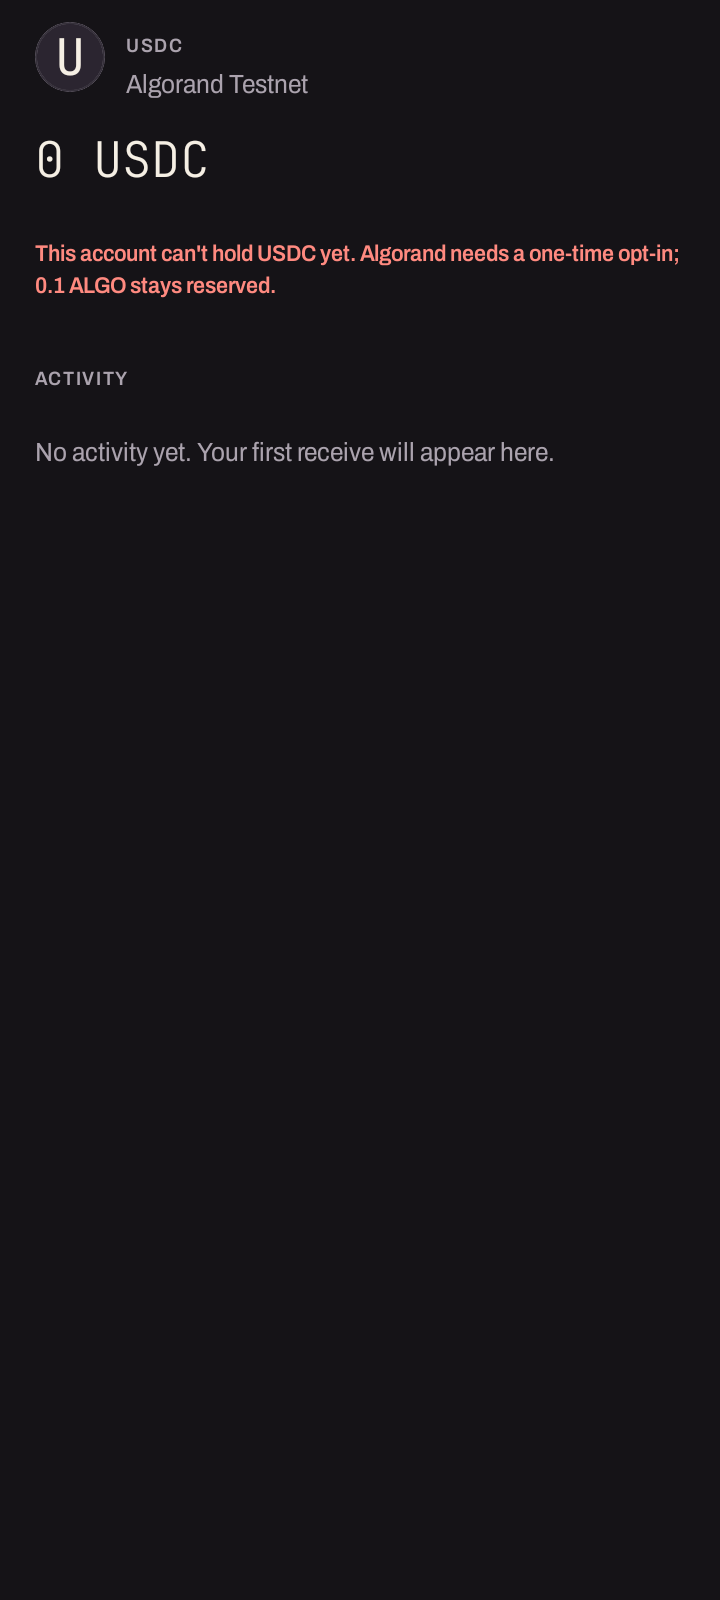 U
USDC
Algorand Testnet
0 USDC
This account can't hold USDC yet. Algorand needs a one-time opt-in;
0.1 ALGO stays reserved.
ACTIVITY
No activity yet. Your first receive will appear here.